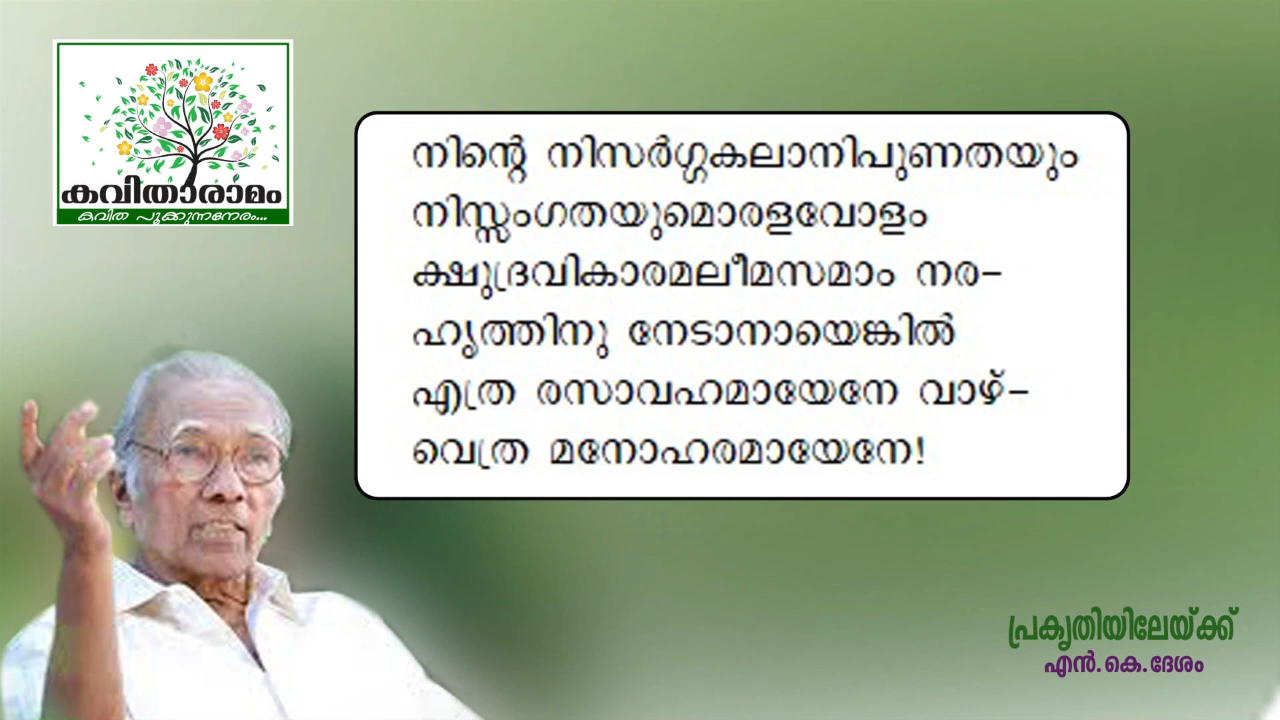 കവിതാരാമം
കവിത പൂക്കുന്നനേരം...
നിന്റെ നിസർഗ്ഗകലാനിപുണതയും
നിസ്സംഗതയുമൊരളവോളം
ക്ഷുദ്രവികാരമലീമസമാം നര–
ഹൃത്തിനു നേടാനായെങ്കിൽ
എത്ര രസാവഹമായേനേ വാഴ്–
വെത്ര മനോഹരമായേനേ!
പ്രകൃതിയിലേയ്ക്ക്
എൻ.കെ.ദേശം